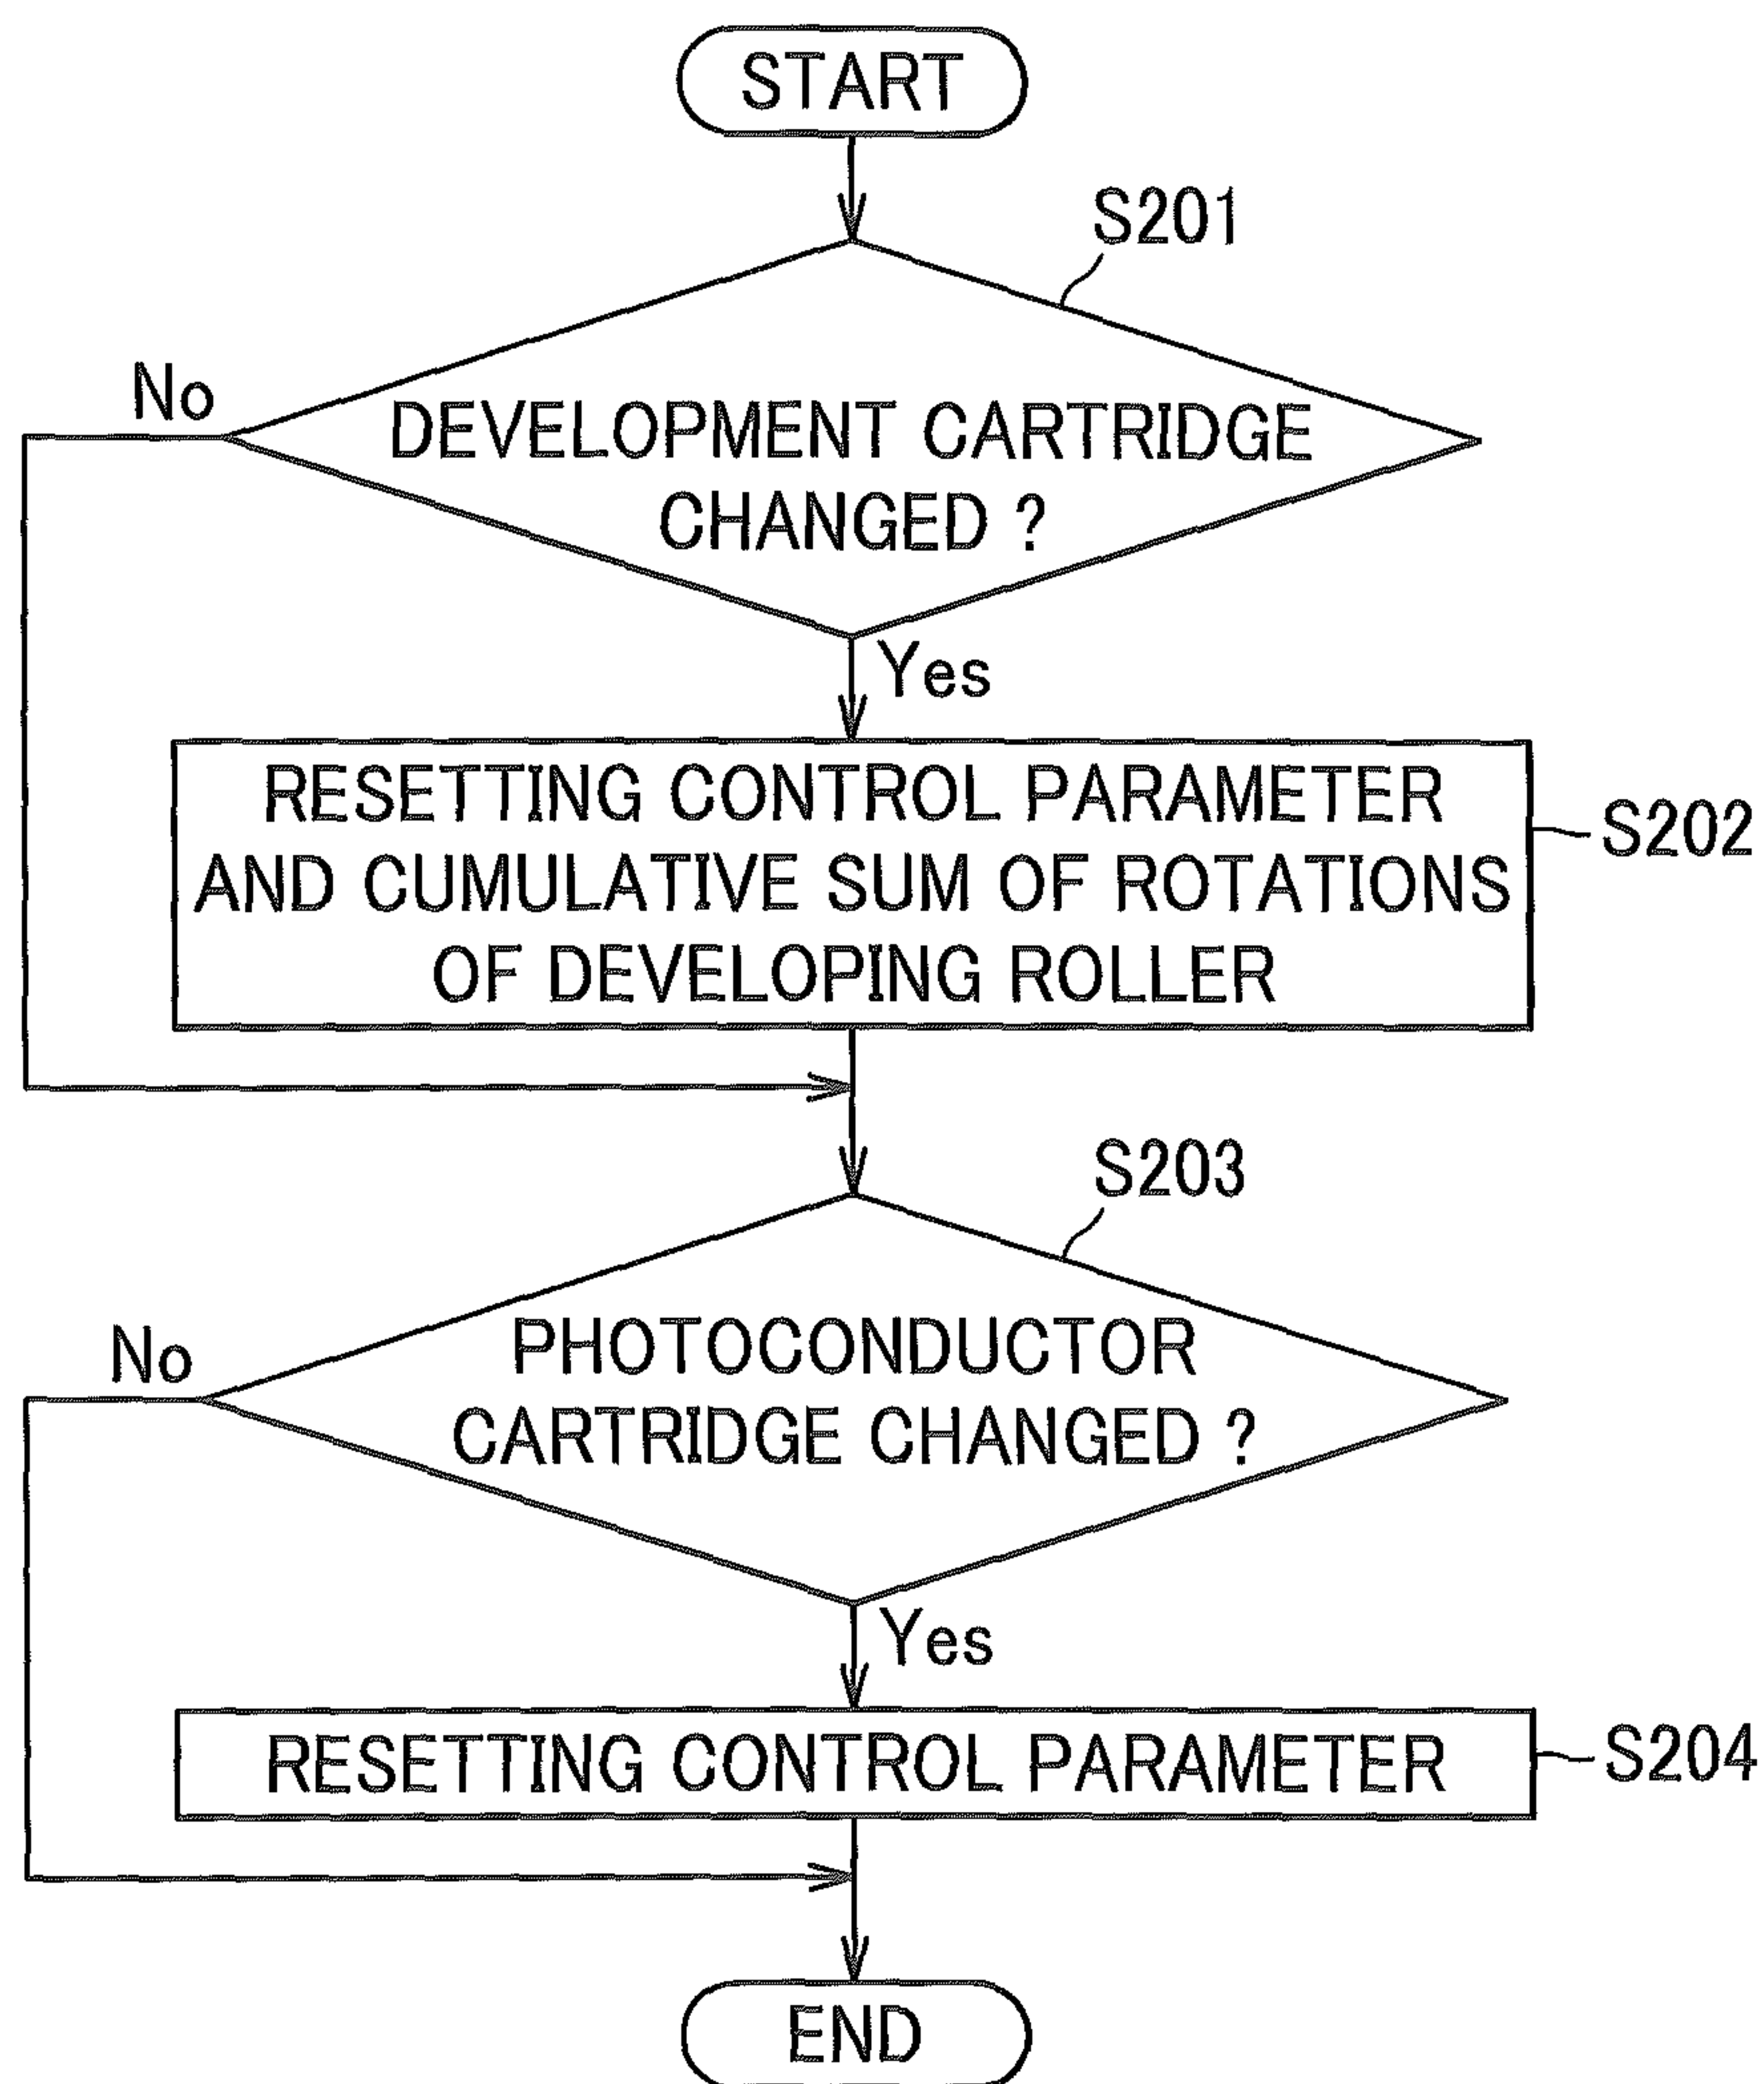 START
S201
No
DEVELOPMENT CARTRIDGE
CHANGED ?
Yes
RESETTING CONTROL PARAMETER
AND CUMULATIVE SUM OF ROTATIONS
OF DEVELOPING ROLLER
S202
S203
No
PHOTOCONDUCTOR
CARTRIDGE CHANGED ?
Yes
RESETTING CONTROL PARAMETER
S204
END